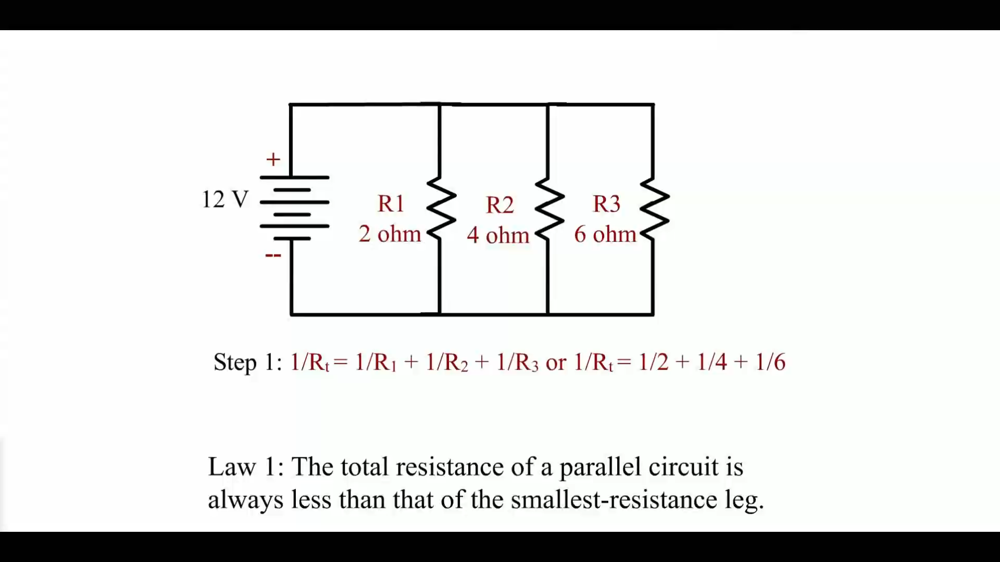 +
12 V
--
R1
2 ohm
R2
4 ohm
R3
6 ohm
Step 1: 1/Rₜ = 1/R₁ + 1/R₂ + 1/R₃ or 1/Rₜ = 1/2 + 1/4 + 1/6
Law 1: The total resistance of a parallel circuit is
always less than that of the smallest-resistance leg.